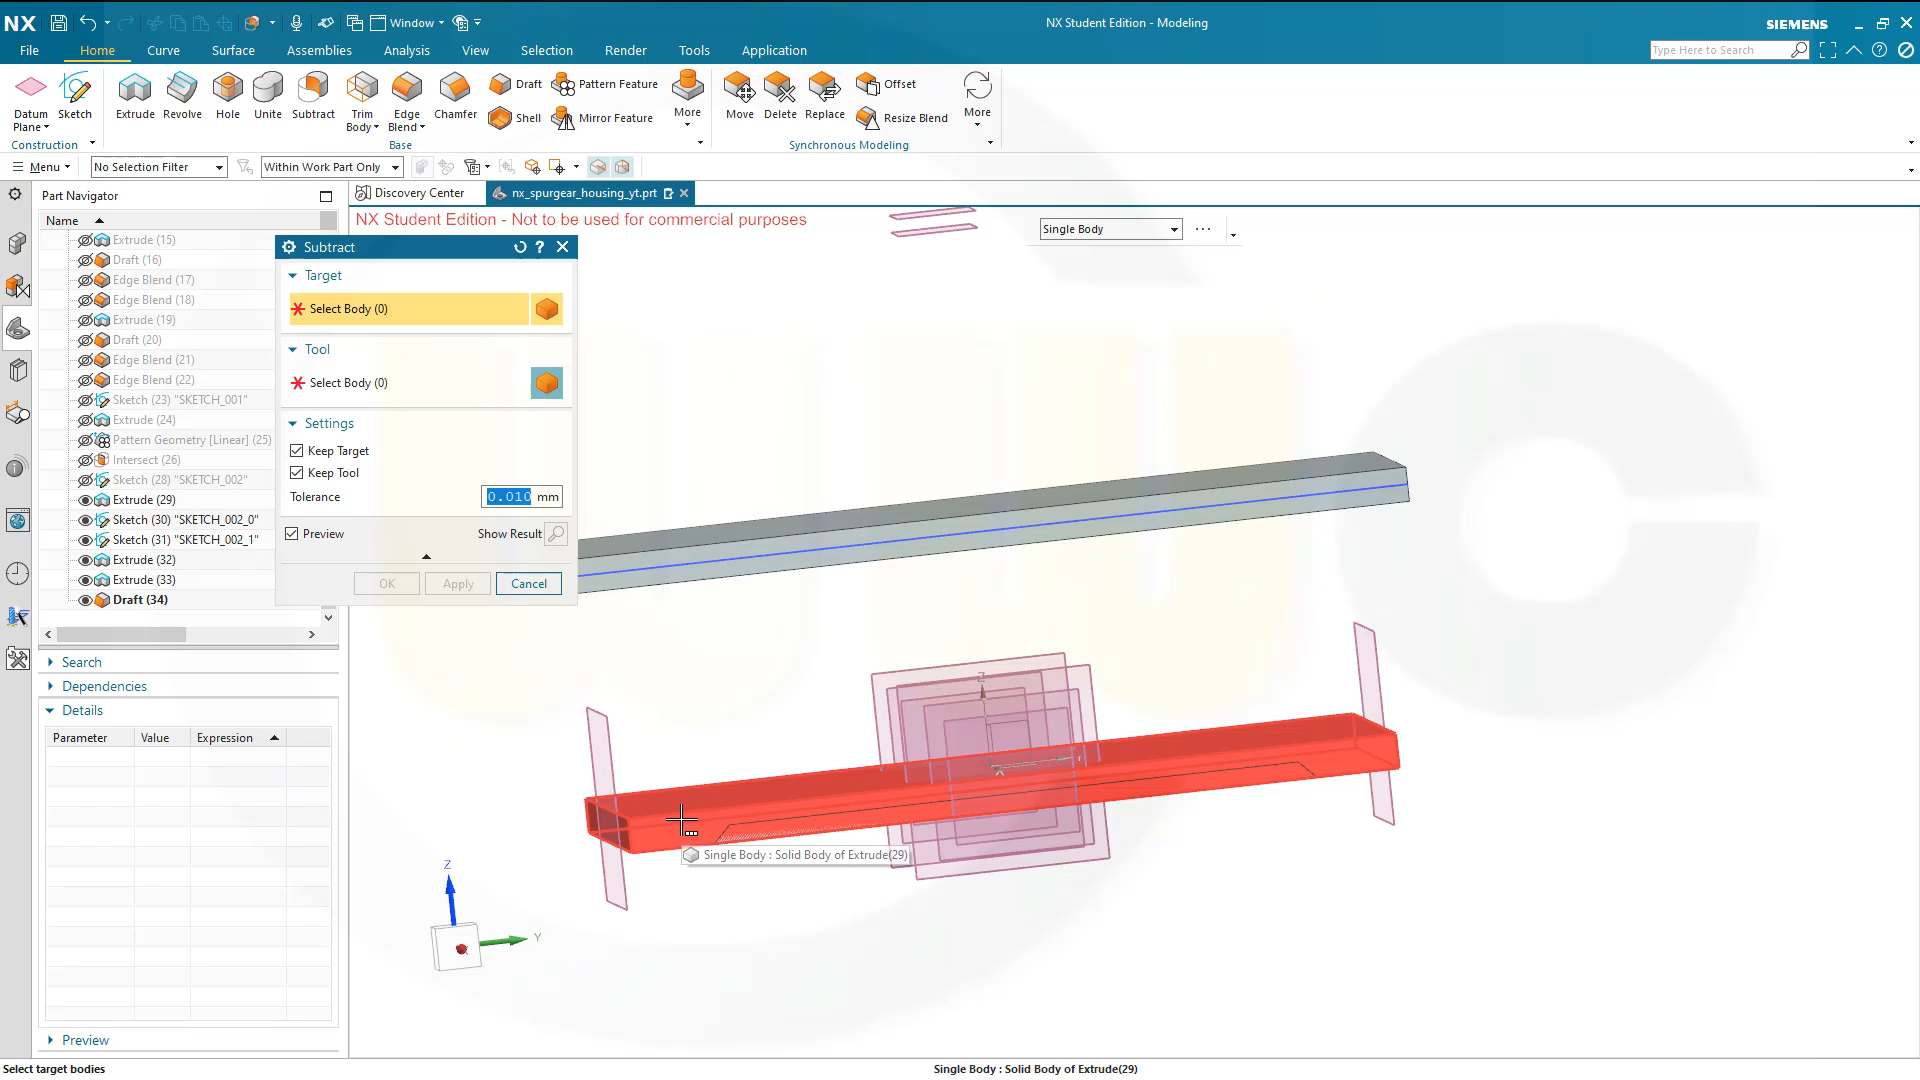 NX
Window
NX Student Edition - Modeling
SIEMENS
File
Home
Curve
Surface
Assemblies
Analysis
View
Selection
Render
Tools
Application
Type Here to Search
Datum
Plane
Sketch
Extrude
Revolve
Hole
Unite
Subtract
Trim
Body
Edge
Blend
Chamfer
Draft
Shell
Pattern Feature
Mirror Feature
More
Move
Delete
Replace
Offset
Resize Blend
More
Construction
Base
Synchronous Modeling
Menu
No Selection Filter
Within Work Part Only
Part Navigator
Discovery Center
nx_spurgear_housing_yt.prt
Name
NX Student Edition - Not to be used for commercial purposes
Single Body
Extrude (15)
Draft (16)
Edge Blend (17)
Edge Blend (18)
Extrude (19)
Draft (20)
Edge Blend (21)
Edge Blend (22)
Sketch (23) "SKETCH_001"
Extrude (24)
Pattern Geometry [Linear] (25)
Intersect (26)
Sketch (28) "SKETCH_002"
Extrude (29)
Sketch (30) "SKETCH_002_0"
Sketch (31) "SKETCH_002_1"
Extrude (32)
Extrude (33)
Draft (34)
Subtract
Target
Select Body (0)
Tool
Select Body (0)
Settings
Keep Target
Keep Tool
Tolerance
0.010 mm
Preview
Show Result
OK
Apply
Cancel
Search
Dependencies
Details
Parameter
Value
Expression
Preview
Z
X
Single Body : Solid Body of Extrude(29)
Z
Y
Select target bodies
Single Body : Solid Body of Extrude(29)